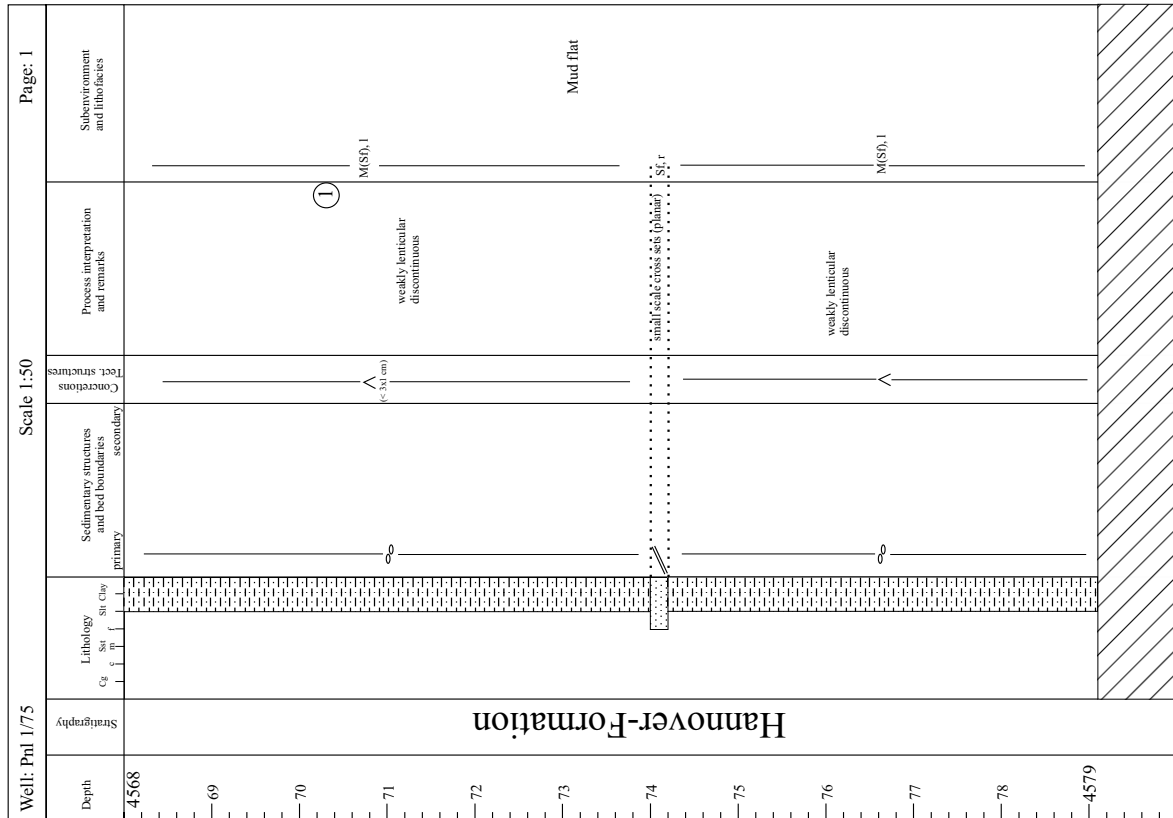 Well: Pnl 1/75
Scale 1:50
Page: 1
Depth
Stratigraphy
Lithology
Cg
c
m
f
Sst
Slt
Clay
Sedimentary structures
and bed boundaries
primary
secondary
Concretions
Tect. structures
Process interpretation
and remarks
Subenvironment
and lithofacies
4568
69
70
71
72
73
74
75
76
77
78
4579
Hannover-Formation
(< 3x1 cm)
weakly lenticular
discontinuous
1
M(Sf), l
Mud flat
small scale cross sets (planar)
Sf, r
weakly lenticular
discontinuous
M(Sf), l